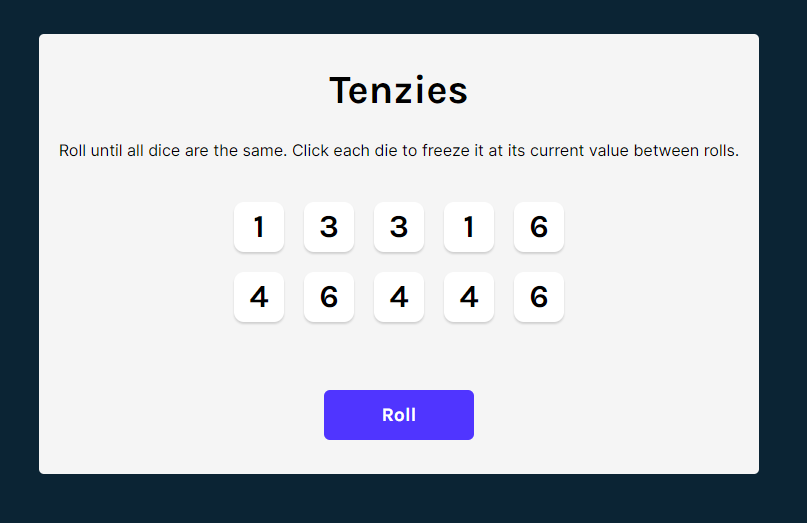 Tenzies
Roll until all dice are the same. Click each die to freeze it at its current value between rolls.
1 3 3 1 6
4 6 4 4 6
Roll